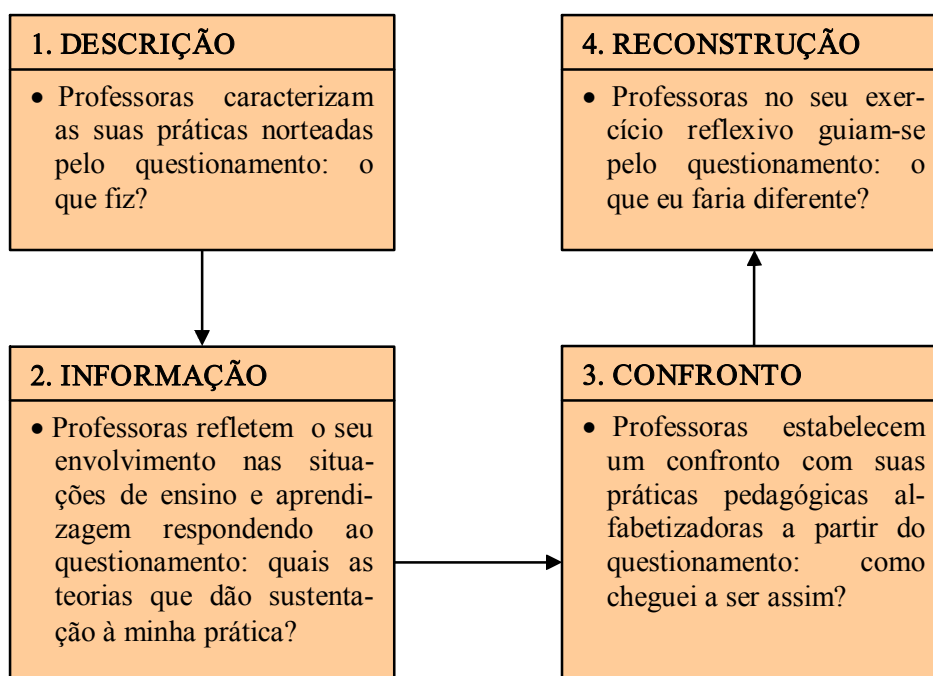 1. DESCRIÇÃO
• Professoras caracterizam
as suas práticas norteadas
pelo questionamento: o
que fiz?
2. INFORMAÇÃO
• Professoras refletem o seu
envolvimento nas situa-
ções de ensino e aprendi-
zagem respondendo ao
questionamento: quais as
teorias que dão sustenta-
ção à minha prática?
3. CONFRONTO
• Professoras estabelecem
um confronto com suas
práticas pedagógicas al-
fabetizadoras a partir do
questionamento: como
cheguei a ser assim?
4. RECONSTRUÇÃO
• Professoras no seu exer-
cício reflexivo guiam-se
pelo questionamento: o
que eu faria diferente?